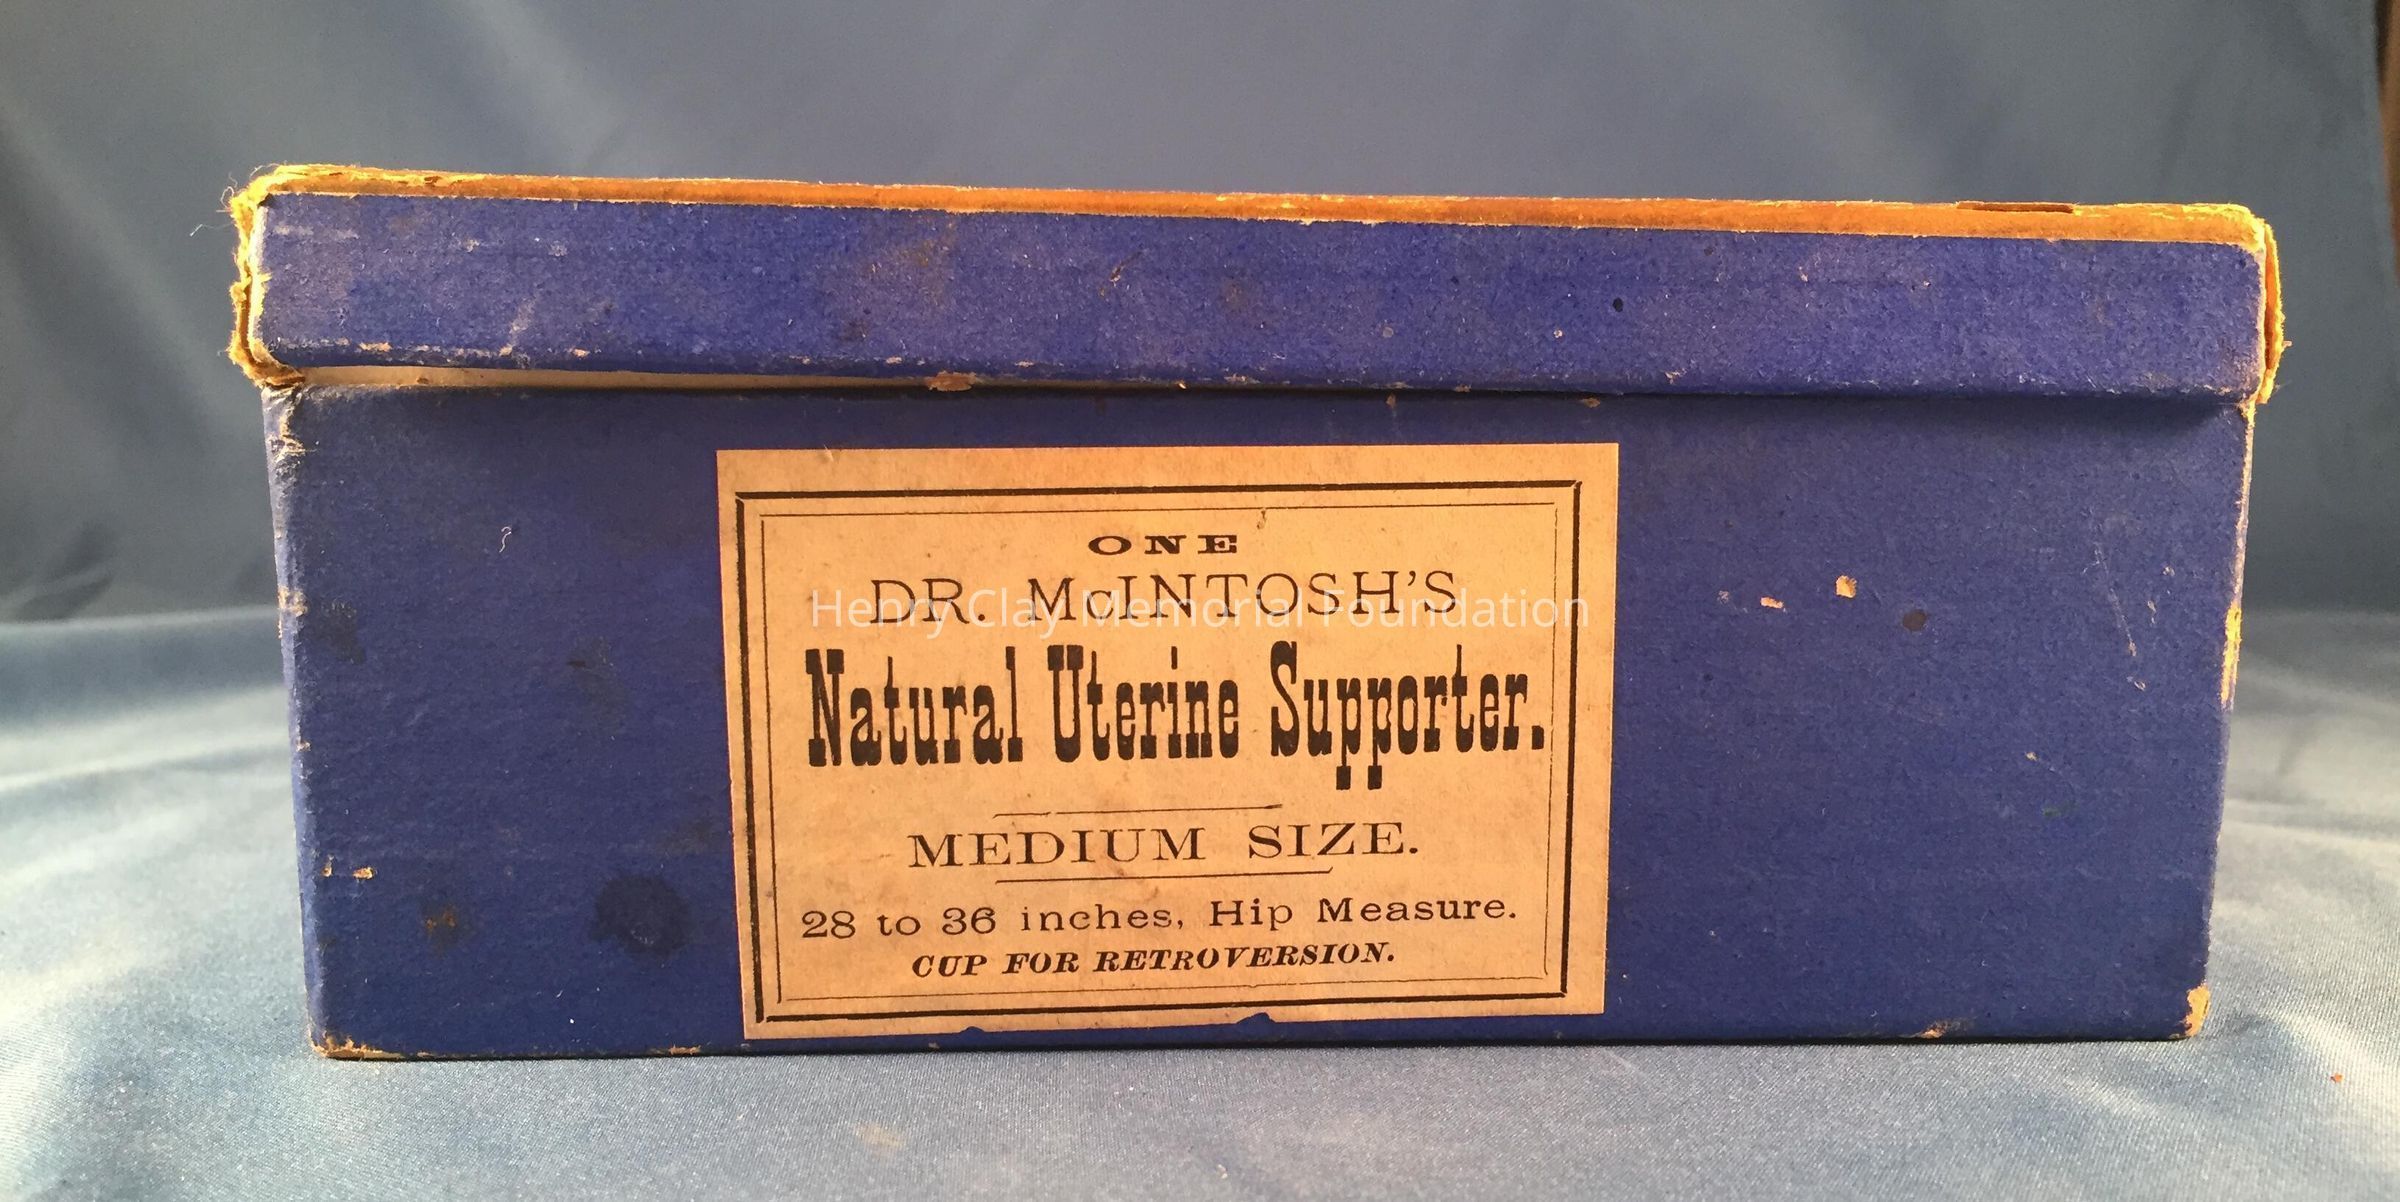 ONE
DR. McINTOSH'S
Henry Clay Memorial Foundation
Natural Uterine Supporter.
MEDIUM SIZE.
28 to 36 inches, Hip Measure.
CUP FOR RETROVERSION.